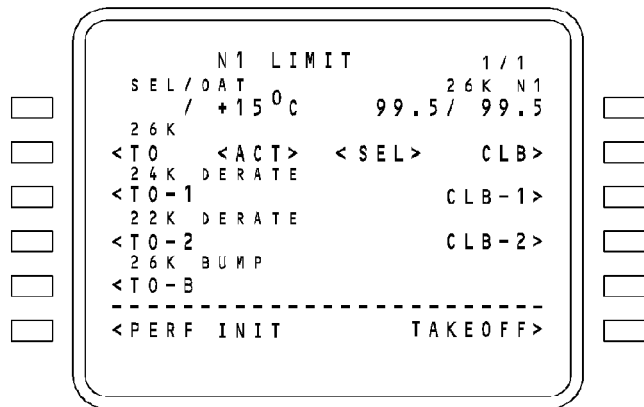 N1 LIMIT 1/1
SEL/OAT 26K N1
/ +15°C 99.5/ 99.5
26K
<TO <ACT> <SEL> CLB>
24K DERATE
<TO-1 CLB-1>
22K DERATE
<TO-2 CLB-2>
26K BUMP
<TO-B
------------------------------
<PERF INIT TAKEOFF>